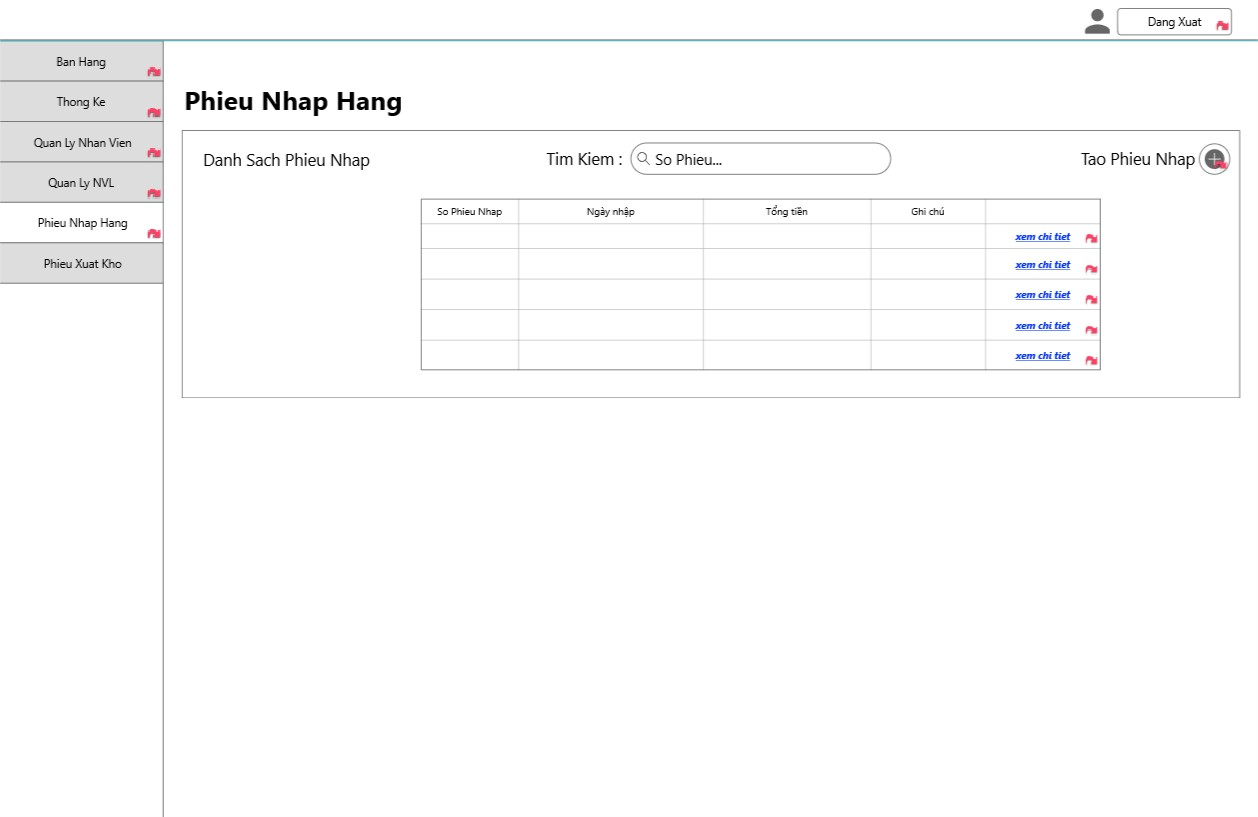 Dang Xuat
Ban Hang
Thong Ke
Quan Ly Nhan Vien
Quan Ly NVL
Phieu Nhap Hang
Phieu Xuat Kho
Phieu Nhap Hang
Danh Sach Phieu Nhap
Tim Kiem : So Phieu...
Tao Phieu Nhap
So Phieu Nhap Ngày nhập Tổng tiền Ghi chú
xem chi tiet
xem chi tiet
xem chi tiet
xem chi tiet
xem chi tiet